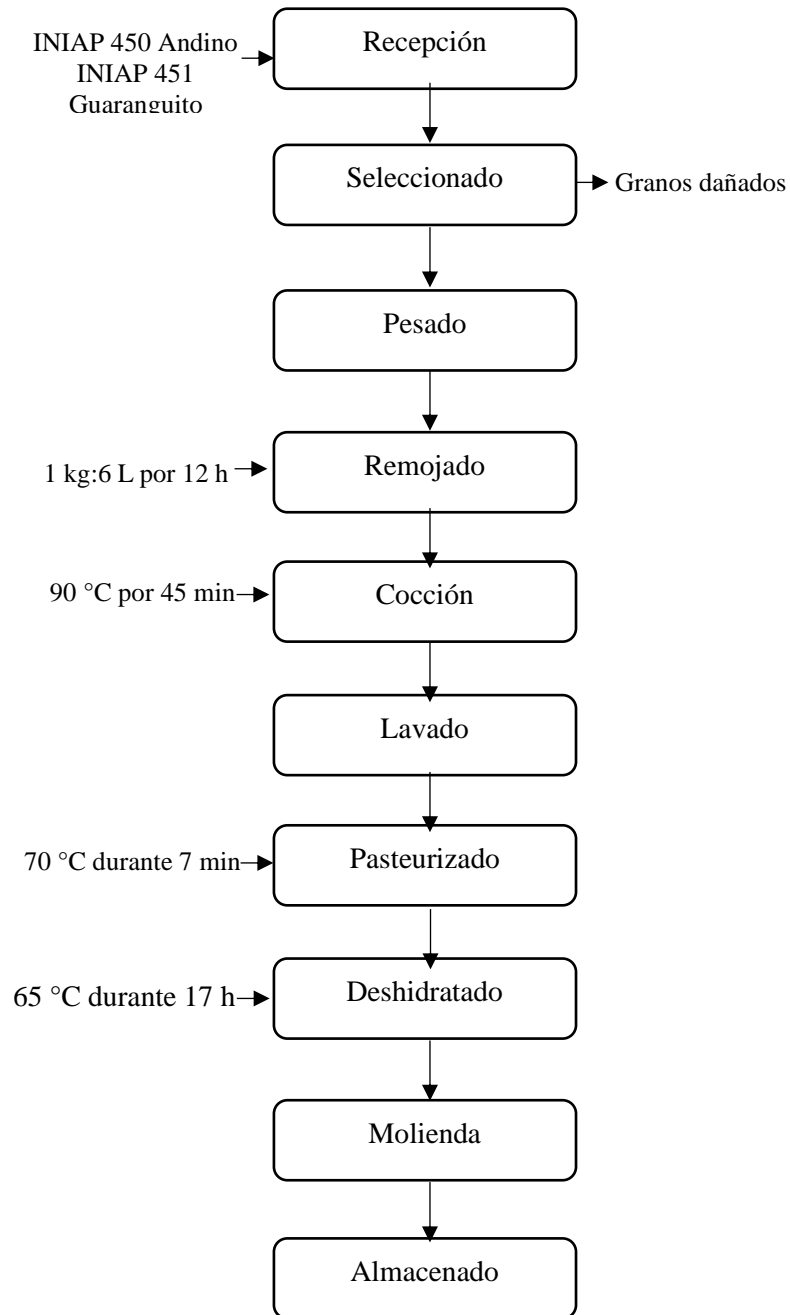 INIAP 450 Andino
INIAP 451
Guaranguito
Recepción
Seleccionado
Granos dañados
Pesado
1 kg:6 L por 12 h
Remojado
90 °C por 45 min
Cocción
Lavado
70 °C durante 7 min
Pasteurizado
65 °C durante 17 h
Deshidratado
Molienda
Almacenado